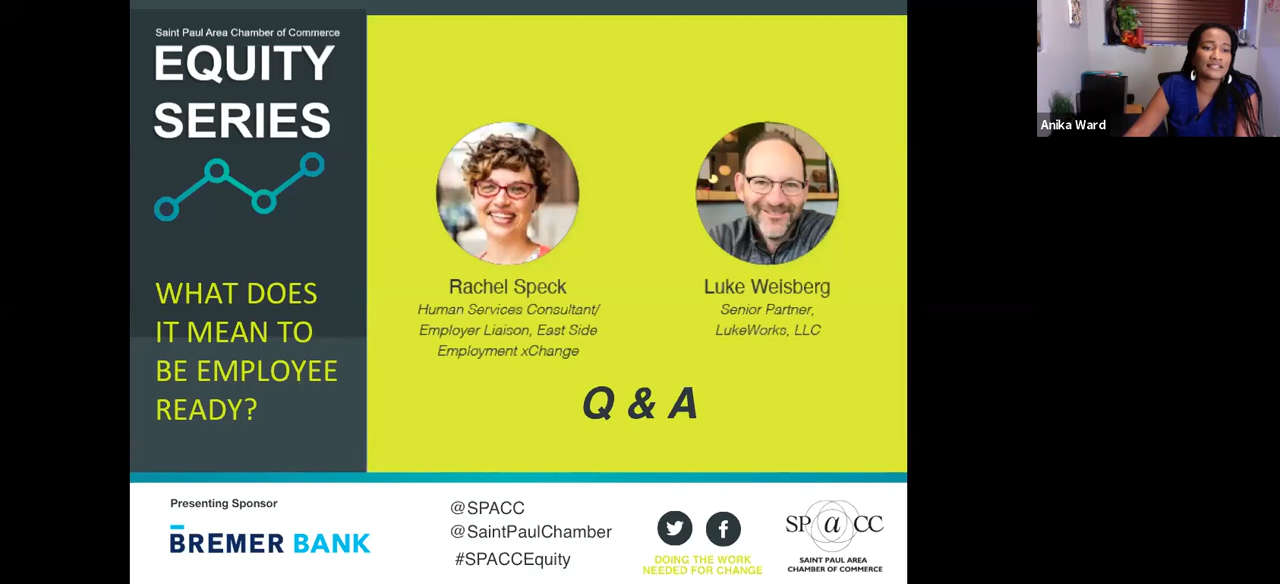 Saint Paul Area Chamber of Commerce
EQUITY
SERIES
WHAT DOES
IT MEAN TO
BE EMPLOYEE
READY?
Rachel Speck
Human Services Consultant/
Employer Liaison, East Side
Employment xChange
Luke Weisberg
Senior Partner,
LukeWorks, LLC
Q & A
Anika Ward
Presenting Sponsor
BREMER BANK
@SPACC
@SaintPaulChamber
#SPACCEquity
DOING THE WORK
NEEDED FOR CHANGE
SPaCC
SAINT PAUL AREA
CHAMBER OF COMMERCE